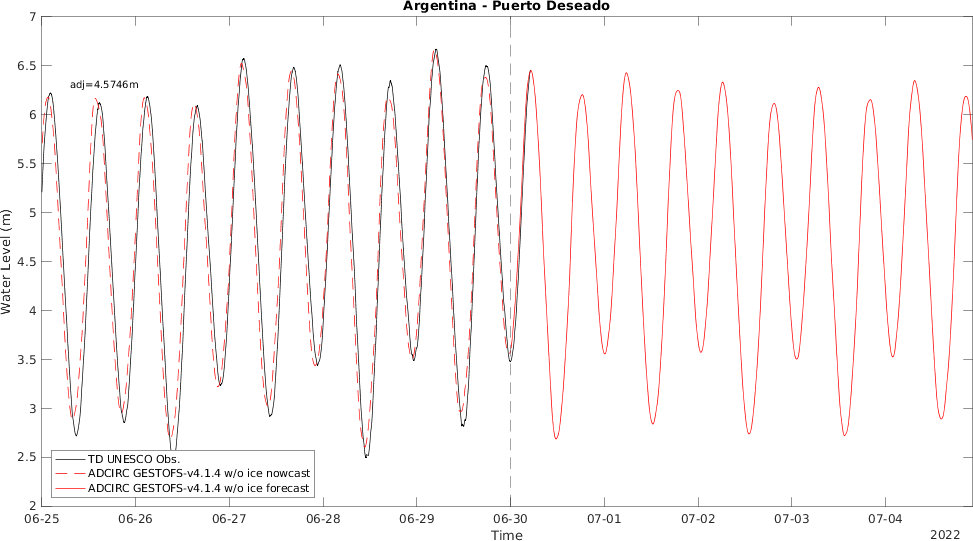 Argentina - Puerto Deseado
7
6.5
6
5.5
5
4.5
4
3.5
3
2.5
2
Water Level (m)
adj=4.5746m
TD UNESCO Obs.
ADCIRC GESTOFS-v4.1.4 w/o ice nowcast
ADCIRC GESTOFS-v4.1.4 w/o ice forecast
06-25 06-26 06-27 06-28 06-29 06-30 07-01 07-02 07-03 07-04
Time
2022